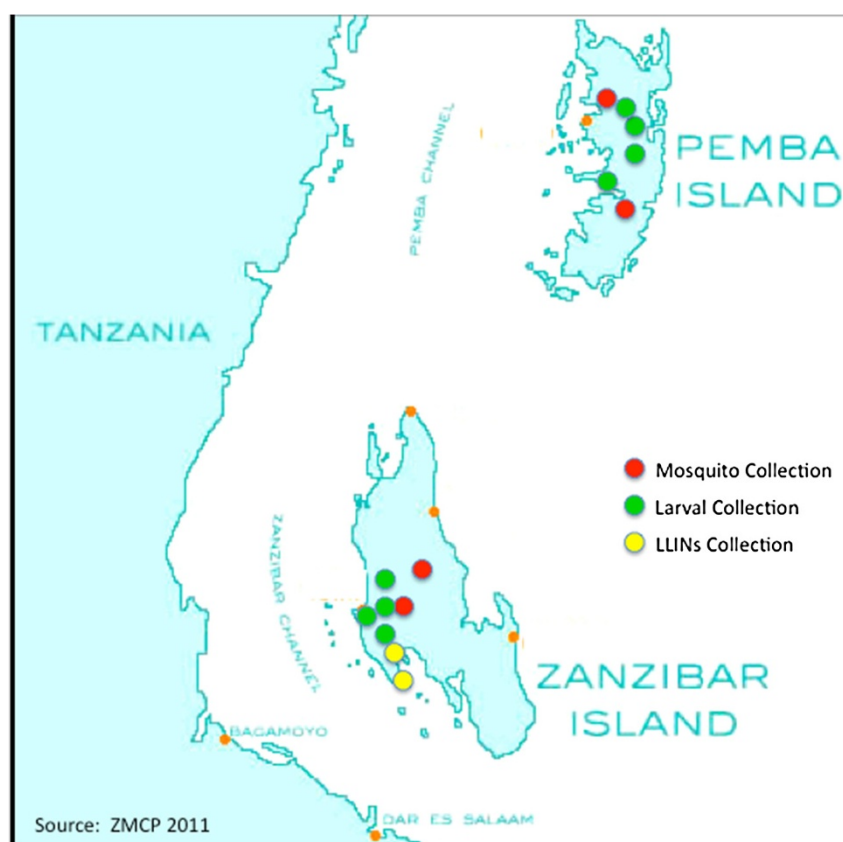 PEMBA CHANNEL
PEMBA
ISLAND
TANZANIA
Mosquito Collection
Larval Collection
LLINs Collection
ZANZIBAR CHANNEL
ZANZIBAR
ISLAND
BAGAMOYO
DAR ES SALAAM
Source: ZMCP 2011